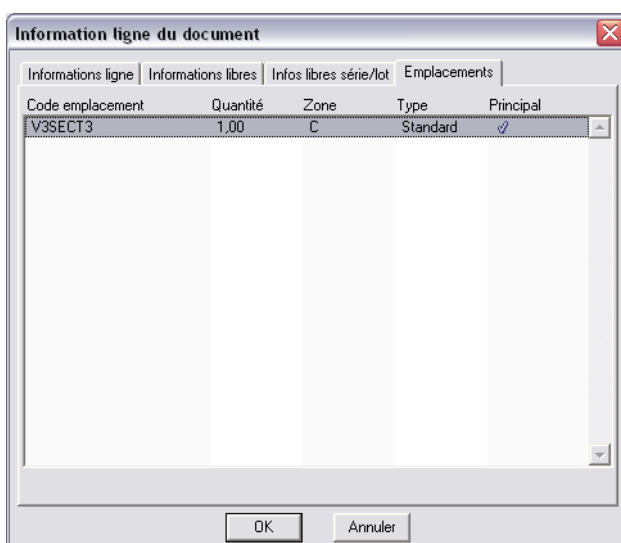 Information ligne du document
Informations ligne Informations libres Infos libres série/lot Emplacements
Code emplacement Quantité Zone Type Principal
V3SECT3 1,00 C Standard
OK Annuler